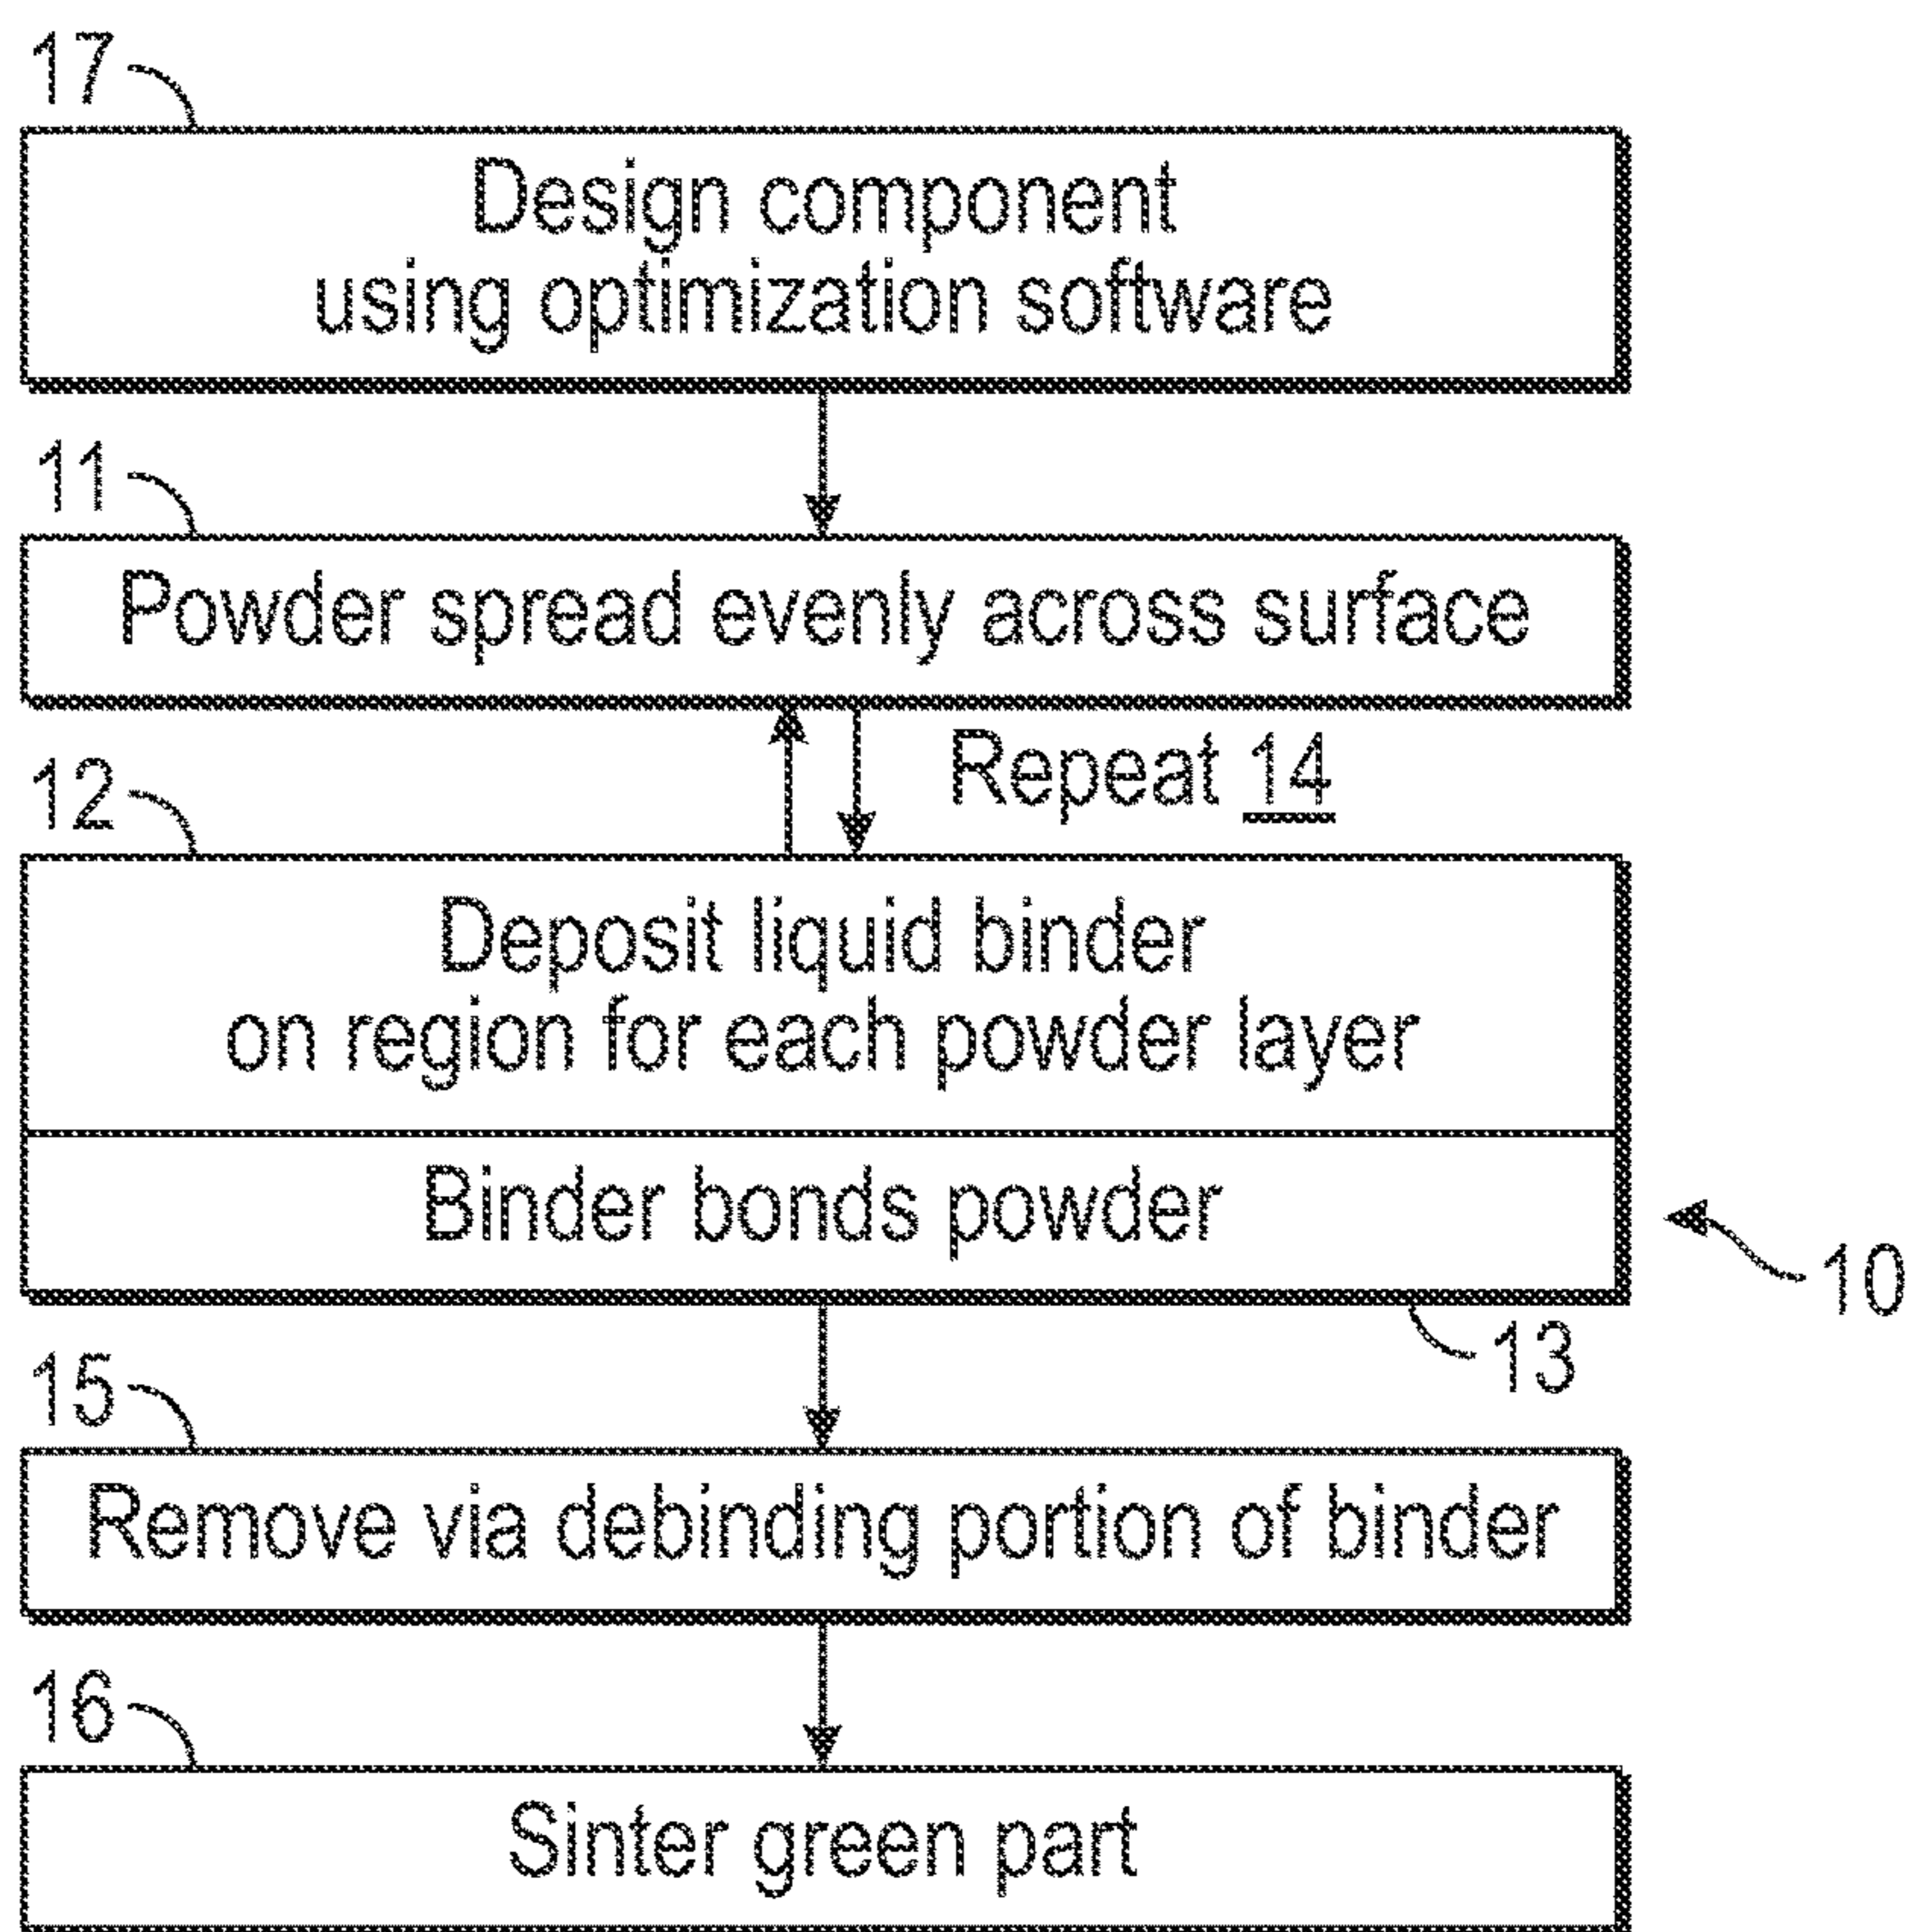 17
Design component
using optimization software
11
Powder spread evenly across surface
Repeat 14
12
Deposit liquid binder
on region for each powder layer
Binder bonds powder
10
13
15
Remove via debinding portion of binder
16
Sinter green part